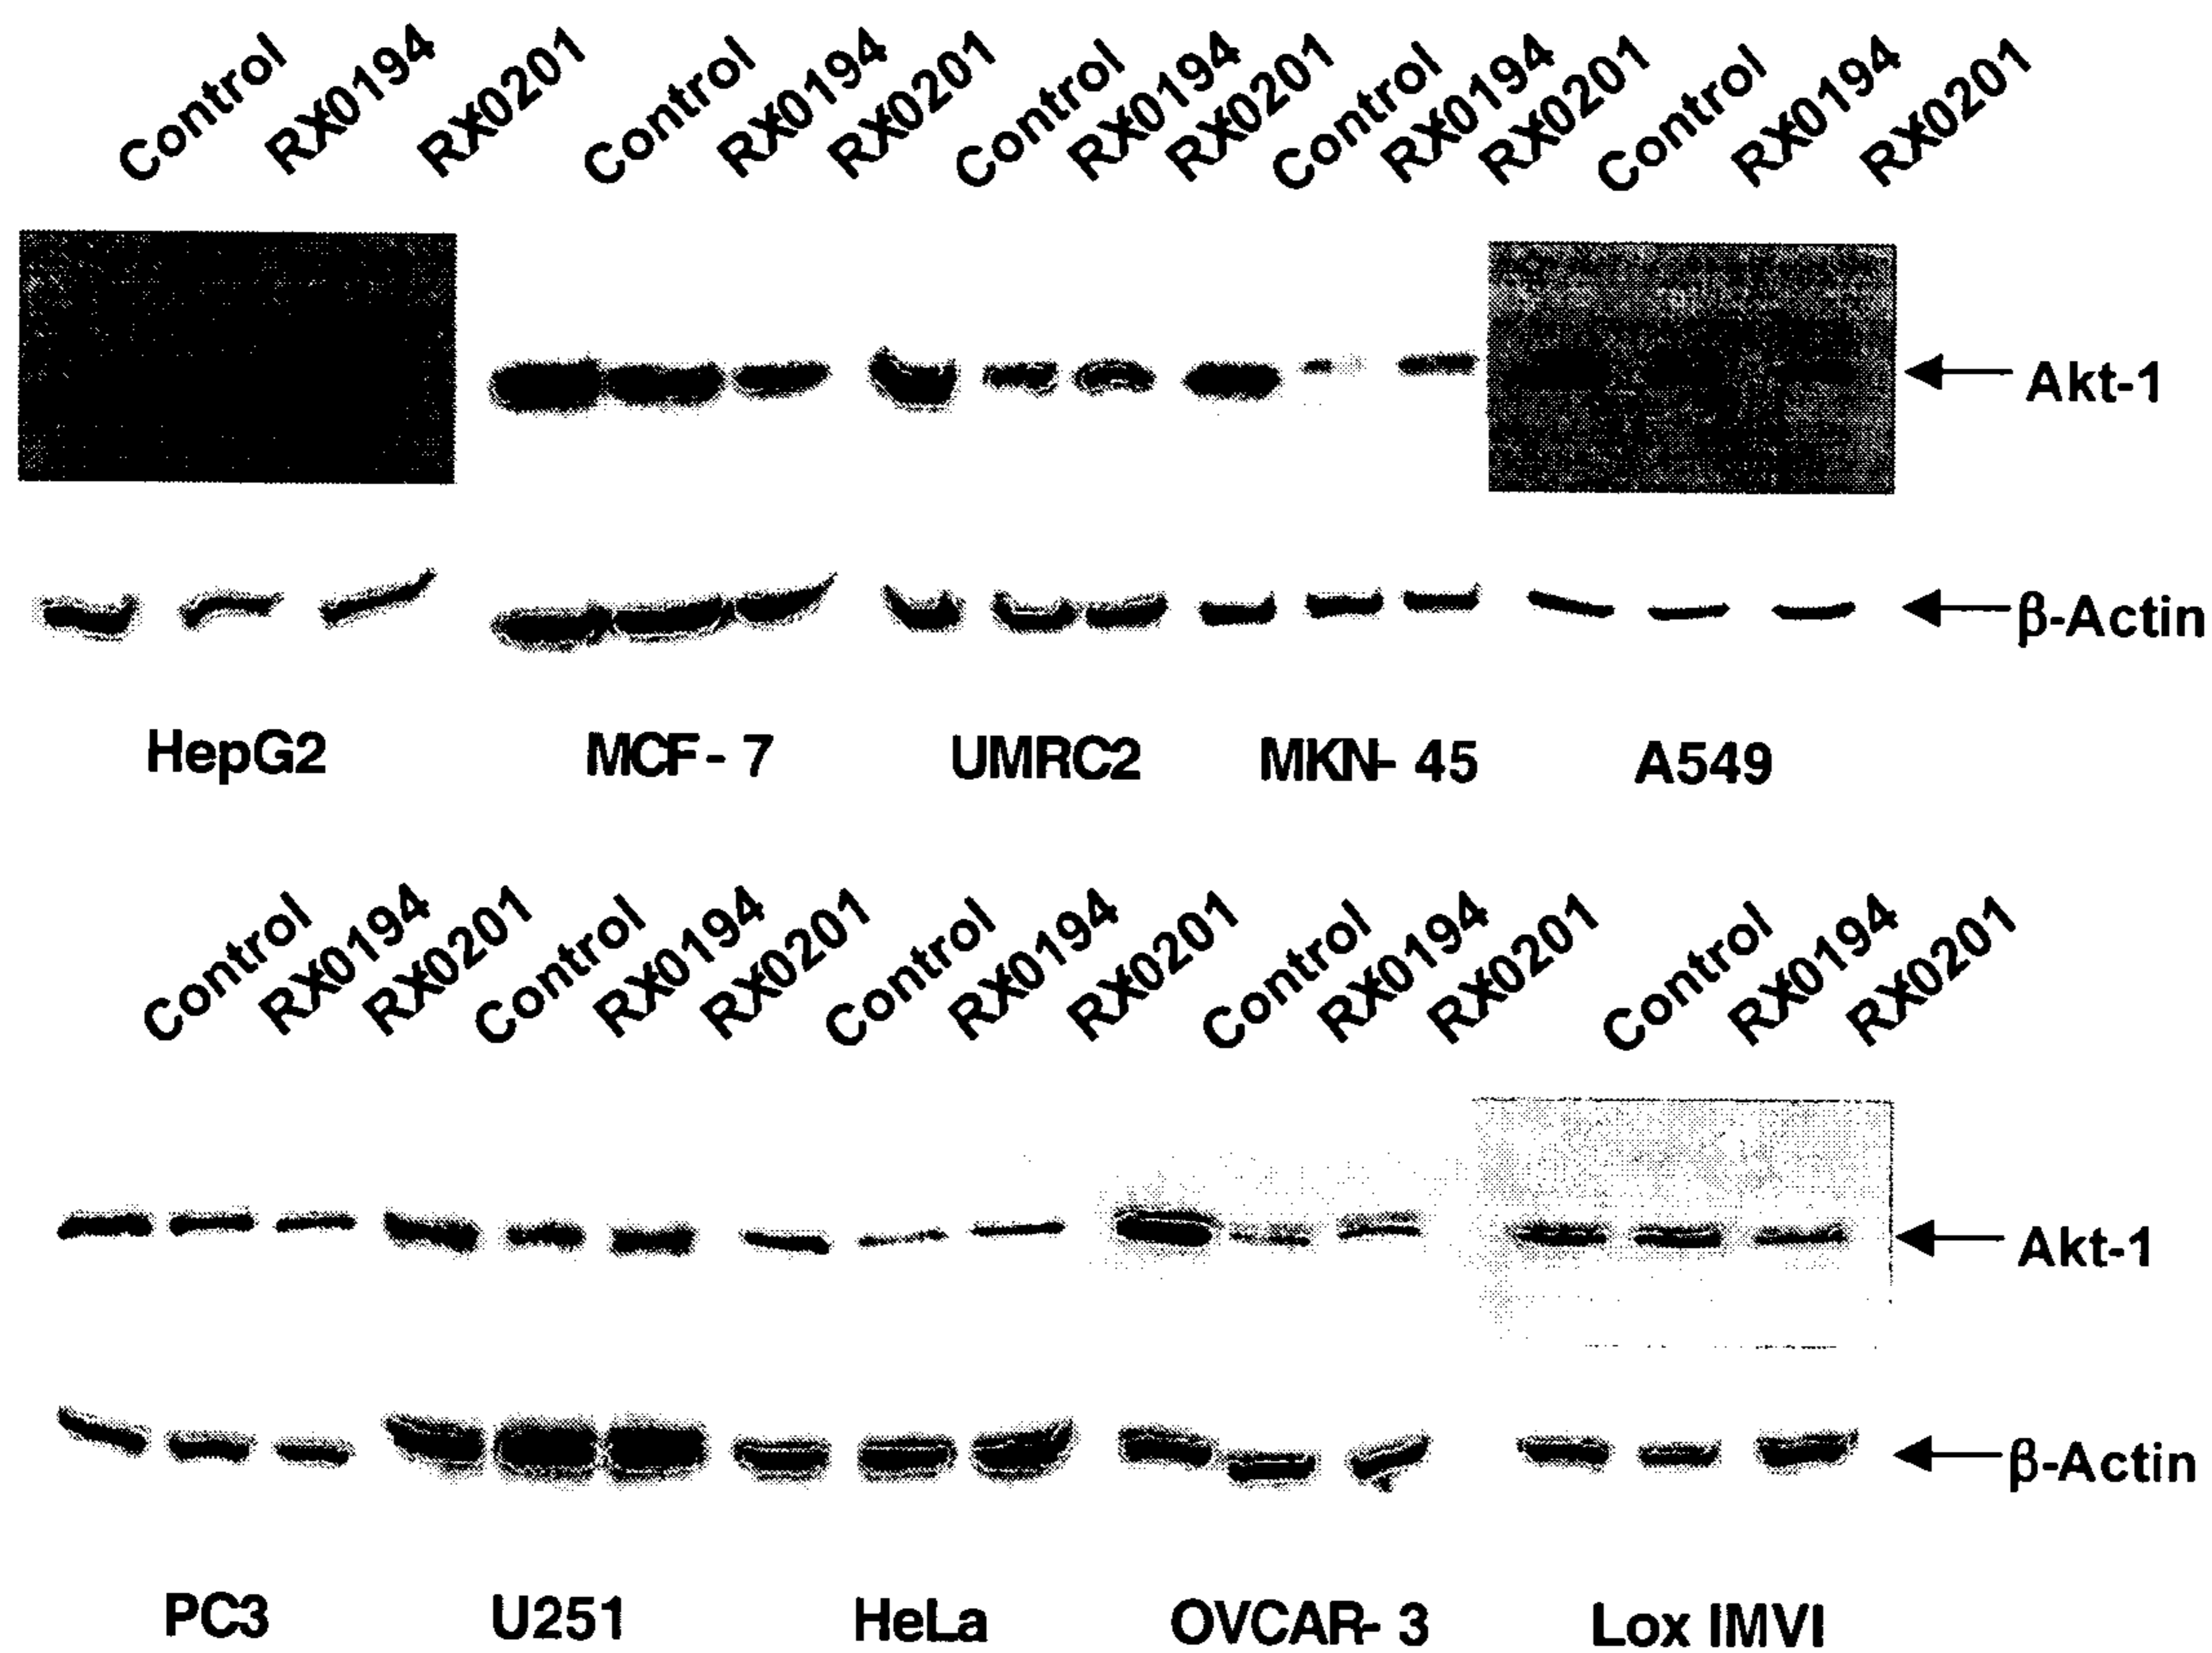 Control RX0194 RX0201 Control RX0194 RX0201 Control RX0194 RX0201 Control RX0194 RX0201 Control RX0194 RX0201
Akt-1
β-Actin
HepG2 MCF- 7 UMRC2 MKN- 45 A549
Control RX0194 RX0201 Control RX0194 RX0201 Control RX0194 RX0201 Control RX0194 RX0201 Control RX0194 RX0201
Akt-1
β-Actin
PC3 U251 HeLa OVCAR- 3 Lox IMVI